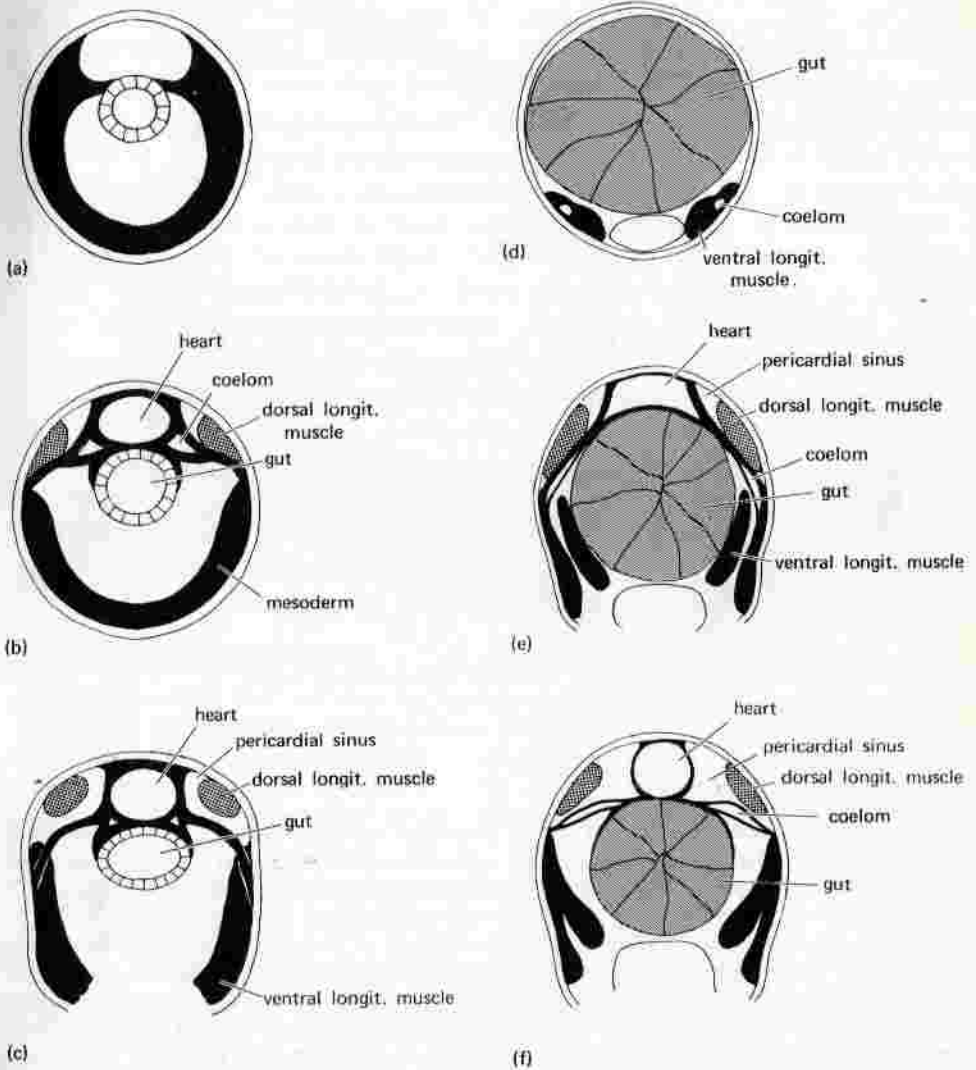 (a)
heart
coelom
dorsal longit.
muscle
gut
mesoderm
(b)
heart
pericardial sinus
dorsal longit. muscle
gut
ventral longit. muscle
(c)
gut
coelom
ventral longit.
muscle.
(d)
heart
pericardial sinus
dorsal longit. muscle
coelom
gut
ventral longit. muscle
(e)
heart
pericardial sinus
dorsal longit. muscle
coelom
gut
(f)